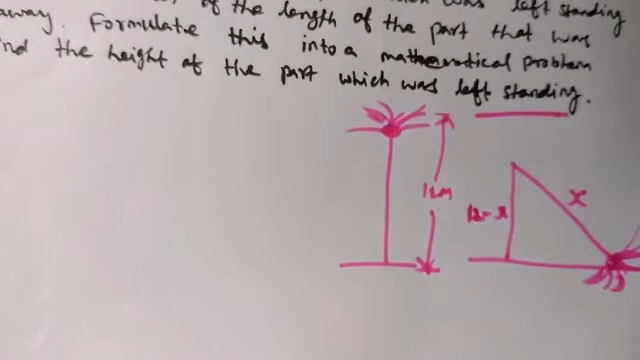 of the length of the part that was left standing
away. Formulate this into a mathematical problem
the height of the part which was left standing.
12m
12-x
x